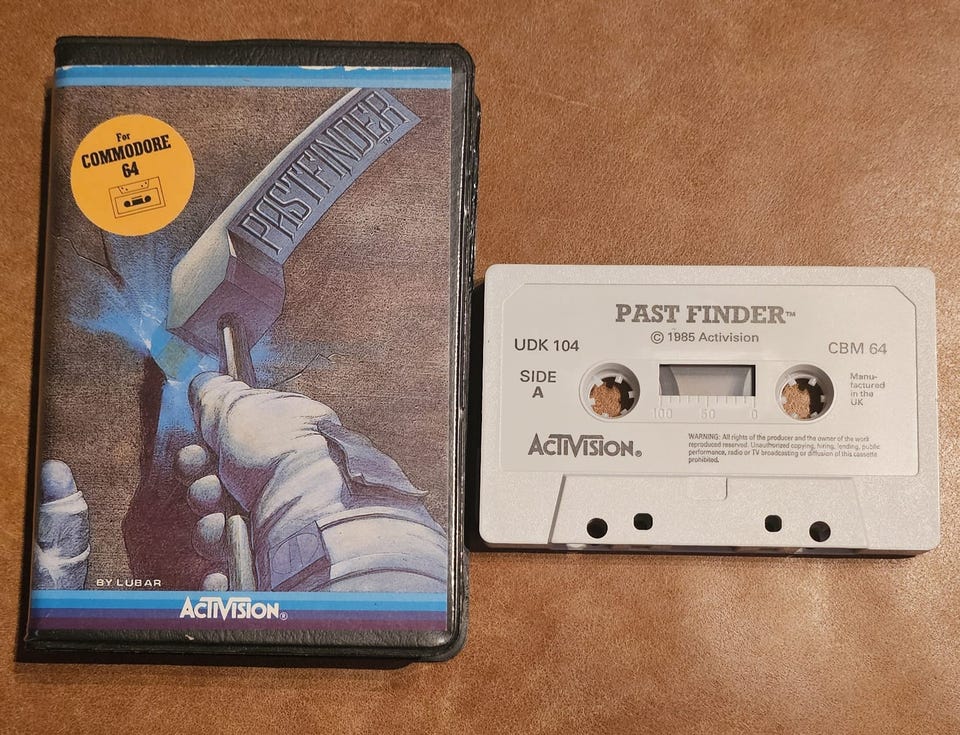 For
COMMODORE
64
PASTFINDER™
BY LUBAR
ACTIVISION®
PAST FINDER™
© 1985 Activision
UDK 104
CBM 64
SIDE
A
Manu-
factured
in the
UK
100 50 0
ACTIVISION®
WARNING: All rights of the producer and the owner of the work
reproduced reserved. Unauthorized copying, hiring, lending, public
performance, radio or TV broadcasting or diffusion of this cassette
prohibited.